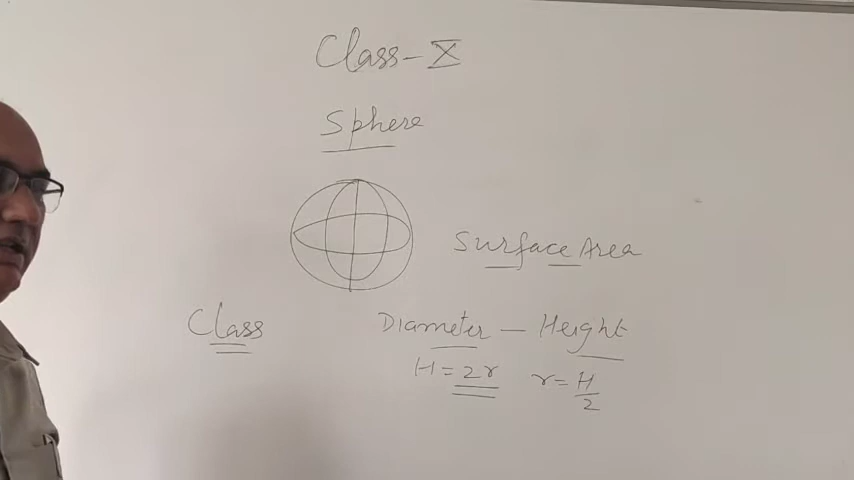 Class-X
Sphere
Surface Area
Class
Diameter — Height
H = 2r r = H/2